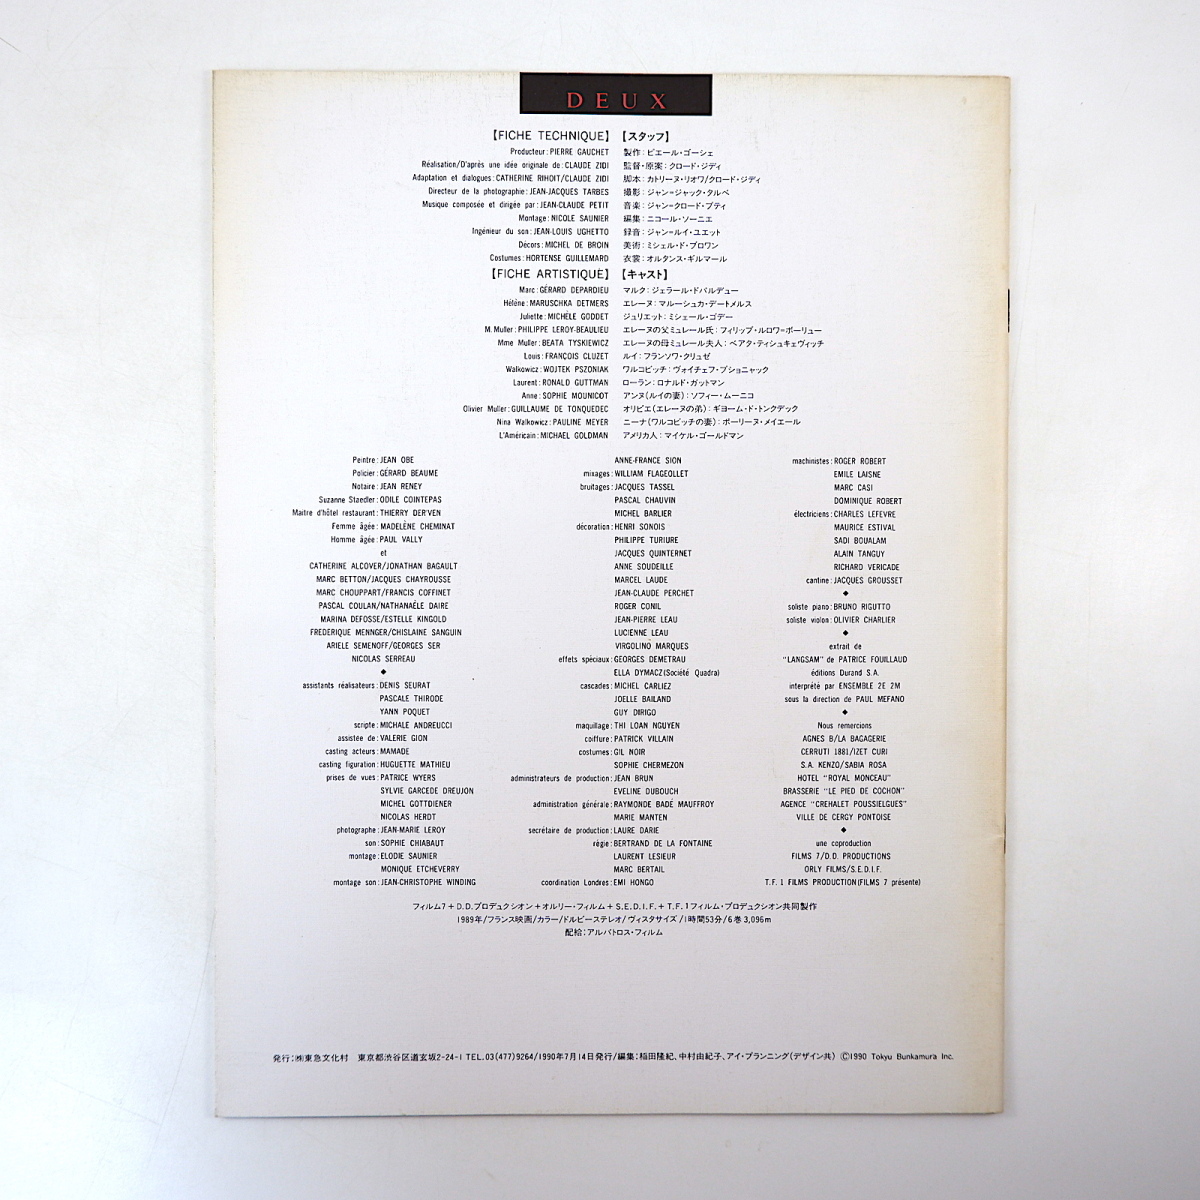 DEUX
【FICHE TECHNIQUE】【スタッフ】
Producteur: PIERRE GAUCHET 製作：ピエール・ゴーシェ
Réalisation/D'après une idée originale de: CLAUDE ZIDI 監督・原案：クロード・ジディ
Adaptation et dialogues: CATHERINE RIHOIT/CLAUDE ZIDI 脚本：カトリーヌ・リオワ/クロード・ジディ
Directeur de la photographie: JEAN-JACQUES TARBES 撮影：ジャン=ジャック・タルベ
Musique composée et dirigée par: JEAN-CLAUDE PETIT 音楽：ジャン=クロード・プティ
Montage: NICOLE SAUNIER 編集：ニコール・ソーニエ
Ingénieur du son: JEAN-LOUIS UGHETTO 録音：ジャン=ルイ・ユエット
Décors: MICHEL DE BROIN 美術：ミシェル・ド・ブロワン
Costumes: HORTENSE GUILLEMARD 衣裳：オルタンス・ギルマール
【FICHE ARTISTIQUE】【キャスト】
Marc: GÉRARD DEPARDIEU マルク：ジェラール・ドパルデュー
Hélène: MARUSCHKA DETMERS エレーヌ：マルーシュカ・デートメルス
Juliette: MICHÈLE GODDET ジュリエット：ミシェール・ゴデー
M. Muller: PHILIPPE LEROY-BEAULIEU エレーヌの父ミュレール氏：フィリップ・ルロワ=ボーリュー
Mme Muller: BEATA TYSKIEWICZ エレーヌの母ミュレール夫人：ベアタ・ティシュキェヴィッチ
Louis: FRANÇOIS CLUZET ルイ：フランソワ・クリュゼ
Walkowicz: WOJTEK PSZONIAK ワルコビッチ：ヴォイチェフ・プショニャック
Laurent: RONALD GUTTMAN ローラン：ロナルド・ガットマン
Anne: SOPHIE MOUNICOT アンヌ(ルイの妻)：ソフィー・ムーニコ
Olivier Muller: GUILLAUME DE TONQUEDEC オリビエ(エレーヌの弟)：ギヨーム・ド・トンクデック
Nina Walkowicz: PAULINE MEYER ニーナ(ワルコビッチの妻)：ポーリーヌ・メイエール
L'Américain: MICHAEL GOLDMAN アメリカ人：マイケル・ゴールドマン
Peintre: JEAN OBE
Policier: GÉRARD BEAUME
Notaire: JEAN RENEY
Suzanne Staedler: ODILE COINTEPAS
Maître d'hôtel restaurant: THIERRY DER'VEN
Femme âgée: MADELÈNE CHEMINAT
Homme âgée: PAUL VALLY
et
CATHERINE ALCOVER/JONATHAN BAGAULT
MARC BETTON/JACQUES CHAYROUSSE
MARC CHOUPPART/FRANCIS COFFINET
PASCAL COULAN/NATHANAËLE DAIRE
MARINA DEFOSSE/ESTELLE KINGOLD
FREDERIQUE MENNGER/CHISLAINE SANGUIN
ARIELE SEMENOFF/GEORGES SER
NICOLAS SERREAU
◆
assistants réalisateurs: DENIS SEURAT
PASCALE THIRODE
YANN POQUET
scripte: MICHALE ANDREUCCI
assistée de: VALERIE GION
casting acteurs: MAMADE
casting figuration: HUGUETTE MATHIEU
prises de vues: PATRICE WYERS
SYLVIE GARCEDE DREUJON
MICHEL GOTTDIENER
NICOLAS HERDT
photographe: JEAN-MARIE LEROY
son: SOPHIE CHIABAUT
montage: ELODIE SAUNIER
MONIQUE ETCHEVERRY
montage son: JEAN-CHRISTOPHE WINDING
ANNE-FRANCE SION
mixages: WILLIAM FLAGEOLLET
bruitages: JACQUES TASSEL
PASCAL CHAUVIN
MICHEL BARLIER
décoration: HENRI SONOIS
PHILIPPE TURIURE
JACQUES QUINTERNET
ANNE SOUDEILLE
MARCEL LAUDE
JEAN-CLAUDE PERCHET
ROGER CONIL
JEAN-PIERRE LEAU
LUCIENNE LEAU
VIRGOLINO MARQUES
effets spéciaux: GEORGES DEMETRAU
ELLA DYMACZ(Société Quadra)
cascades: MICHEL CARLIEZ
JOELLE BAILAND
GUY DIRIGO
maquillage: THI LOAN NGUYEN
coiffure: PATRICK VILLAIN
costumes: GIL NOIR
SOPHIE CHERMEZON
administrateurs de production: JEAN BRUN
EVELINE DUBOUCH
administration générale: RAYMONDE BADÉ MAUFFROY
MARIE MANTEN
secrétaire de production: LAURE DARIE
régie: BERTRAND DE LA FONTAINE
LAURENT LESIEUR
MARC BERTAIL
coordination Londres: EMI HONGO
machinistes: ROGER ROBERT
EMILE LAISNE
MARC CASI
DOMINIQUE ROBERT
électriciens: CHARLES LEFEVRE
MAURICE ESTIVAL
SADI BOUALAM
ALAIN TANGUY
RICHARD VERICADE
cantine: JACQUES GROUSSET
◆
soliste piano: BRUNO RIGUTTO
soliste violon: OLIVIER CHARLIER
◆
extrait de
"LANGSAM" de PATRICE FOUILLAUD
éditions Durand S.A.
interprété par ENSEMBLE 2E 2M
sous la direction de PAUL MEFANO
◆
Nous remercions
AGNES B/LA BAGAGERIE
CERRUTI 1881/IZET CURI
S.A. KENZO/SABIA ROSA
HOTEL "ROYAL MONCEAU"
BRASSERIE "LE PIED DE COCHON"
AGENCE "CREHALET POUSSIELGUES"
VILLE DE CERGY PONTOISE
◆
une coproduction
FILMS 7/D.D. PRODUCTIONS
ORLY FILMS/S.E.D.I.F.
T.F. 1 FILMS PRODUCTION(FILMS 7 présente)
フィルム7＋D.D.プロデュクシオン＋オルリー・フィルム＋S.E.D.I.F.＋T.F.1フィルム・プロデュクシオン共同製作
1989年/フランス映画/カラー/ドルビーステレオ/ヴィスタサイズ/1時間53分/6巻3,096m
配給：アルバトロス・フィルム
発行：㈱東急文化村 東京都渋谷区道玄坂2-24-1 TEL.03(477)9264/1990年7月14日発行/編集：稲田隆紀、中村由紀子、アイ・プランニング(デザイン共) ©1990 Tokyu Bunkamura Inc.